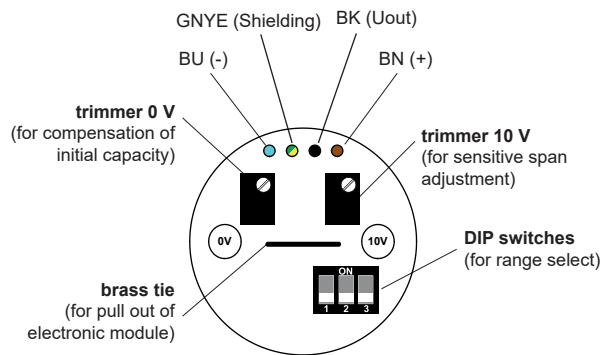 GNYE (Shielding)
BK (Uout)
BU (-)
BN (+)
trimmer 0 V
(for compensation of
initial capacity)
trimmer 10 V
(for sensitive span
adjustment)
0V
10V
DIP switches
(for range select)
ON
1 2 3
brass tie
(for pull out of
electronic module)